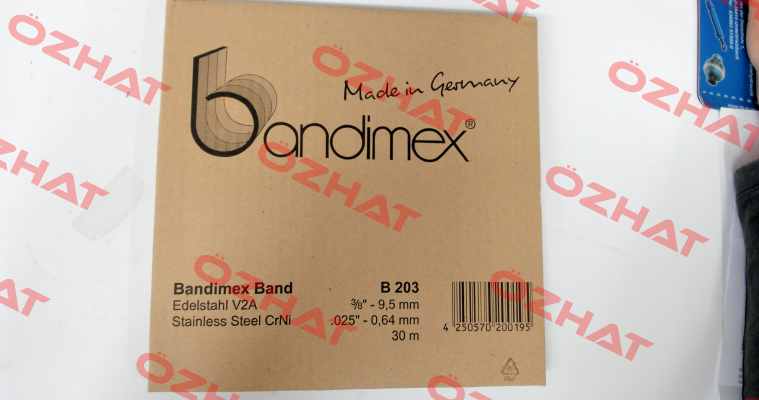 Made in Germany
bandimex®
Bandimex Band B 203
Edelstahl V2A 3/8" - 9,5 mm
Stainless Steel CrNi .025" - 0,64 mm
30 m
4 250570 200195
ÖZHAT
ÖZHAT
ÖZHAT
ÖZHAT
ÖZHAT
ÖZHAT
ÖZHAT
ÖZHAT
ÖZHAT
ÖZHAT